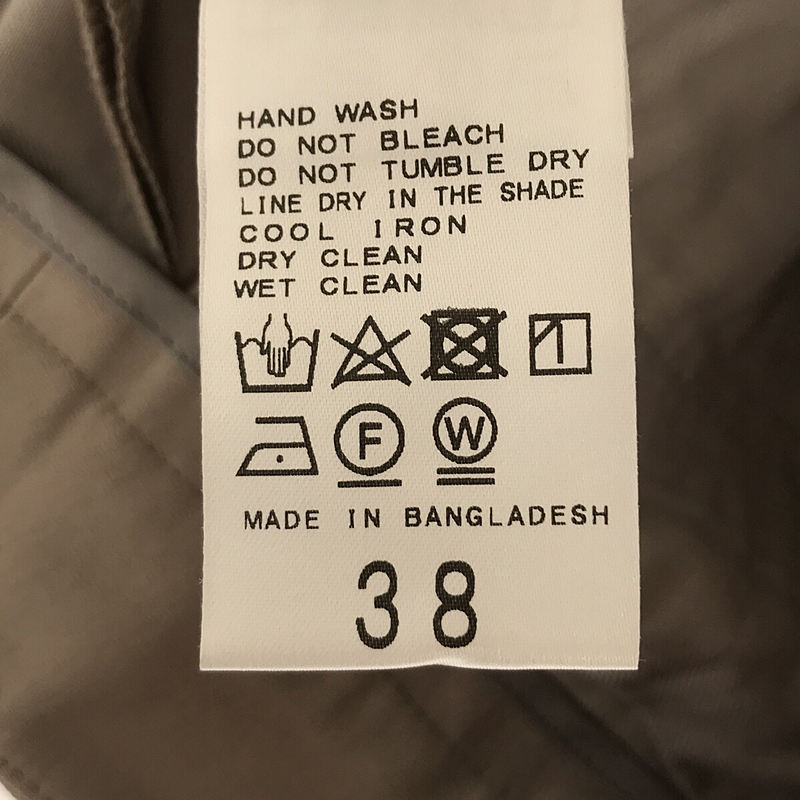 HAND WASH
DO NOT BLEACH
DO NOT TUMBLE DRY
LINE DRY IN THE SHADE
COOL IRON
DRY CLEAN
WET CLEAN
F W
MADE IN BANGLADESH
38